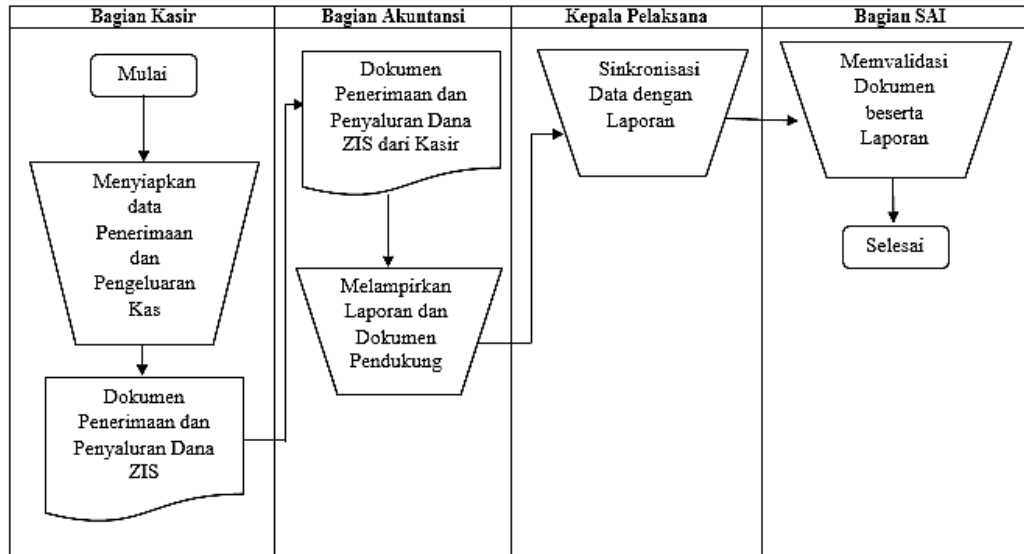 Bagian Kasir
Bagian Akuntansi
Kepala Pelaksana
Bagian SAI
Mulai
Menyiapkan
data
Penerimaan
dan
Pengeluaran
Kas
Dokumen
Penerimaan dan
Penyaluran Dana
ZIS
Dokumen
Penerimaan dan
Penyaluran Dana
ZIS dari Kasir
Melampirkan
Laporan dan
Dokumen
Pendukung
Sinkronisasi
Data dengan
Laporan
Memvalidasi
Dokumen
beserta
Laporan
Selesai